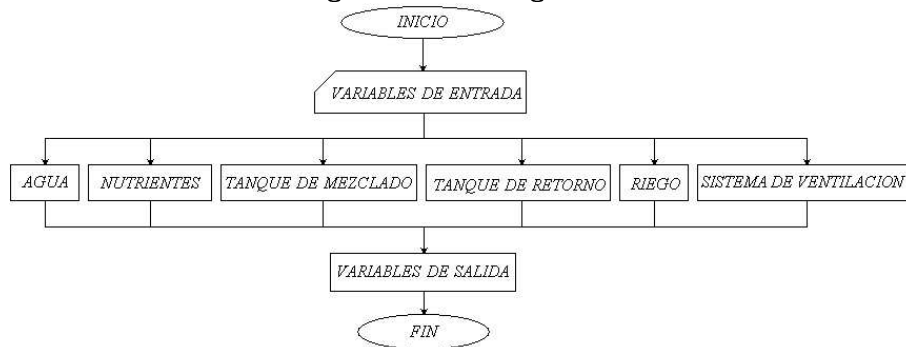 INICIO
VARIABLES DE ENTRADA
AGUA
NUTRIENTES
TANQUE DE MEZCLADO
TANQUE DE RETORNO
RIEGO
SISTEMA DE VENTILACION
VARIABLES DE SALIDA
FIN